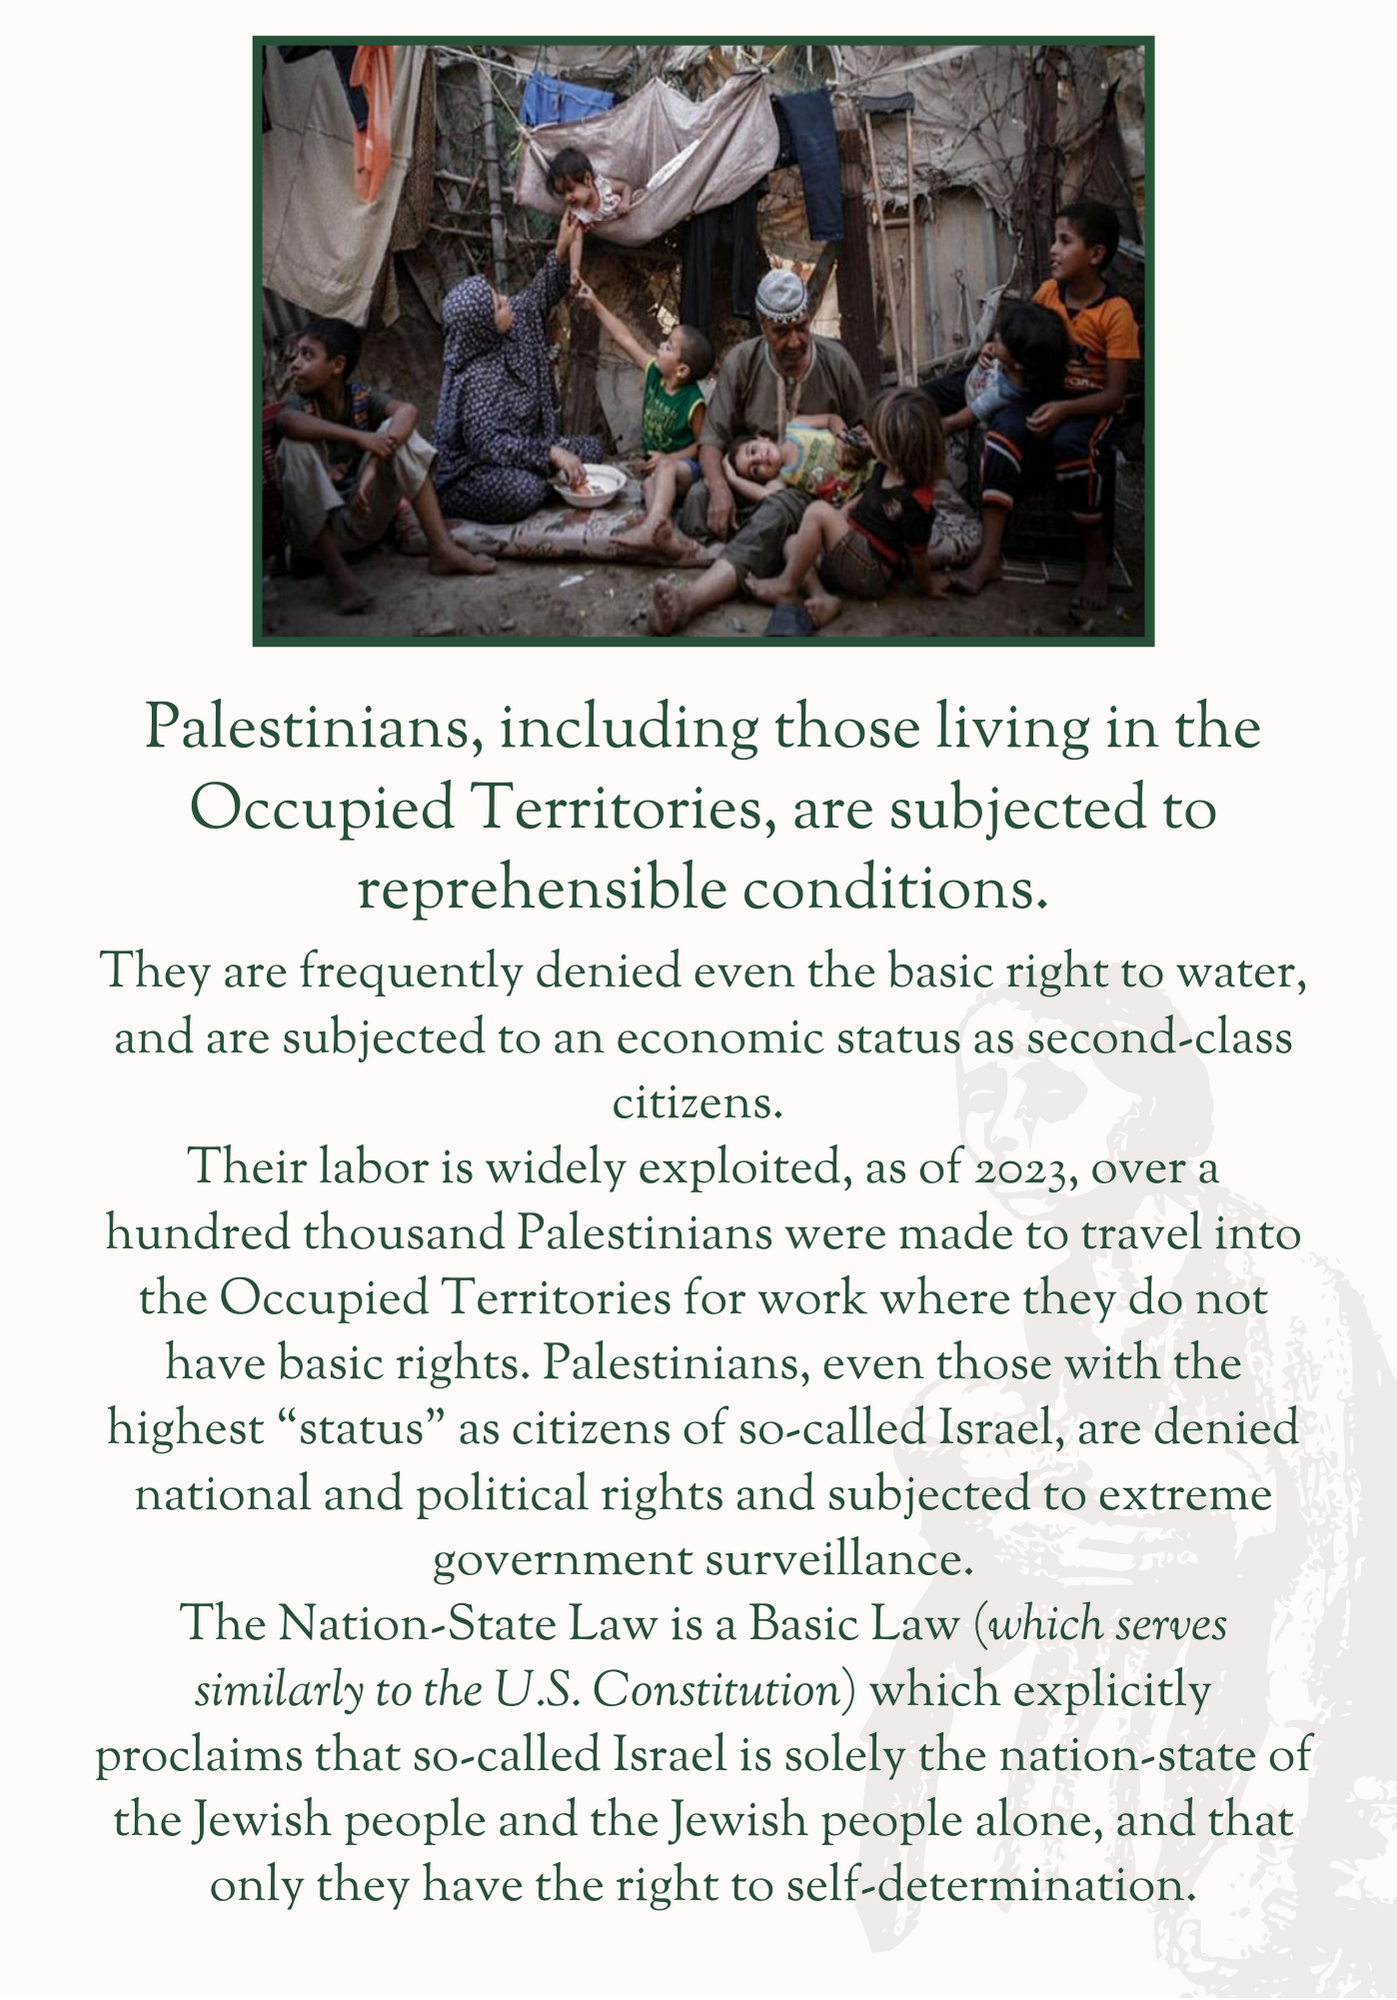 Palestinians, including those living in the
Occupied Territories, are subjected to
reprehensible conditions.
They are frequently denied even the basic right to water,
and are subjected to an economic status as second-class
citizens.
Their labor is widely exploited, as of 2023, over a
hundred thousand Palestinians were made to travel into
the Occupied Territories for work where they do not
have basic rights. Palestinians, even those with the
highest “status” as citizens of so-called Israel, are denied
national and political rights and subjected to extreme
government surveillance.
The Nation-State Law is a Basic Law (which serves
similarly to the U.S. Constitution) which explicitly
proclaims that so-called Israel is solely the nation-state of
the Jewish people and the Jewish people alone, and that
only they have the right to self-determination.